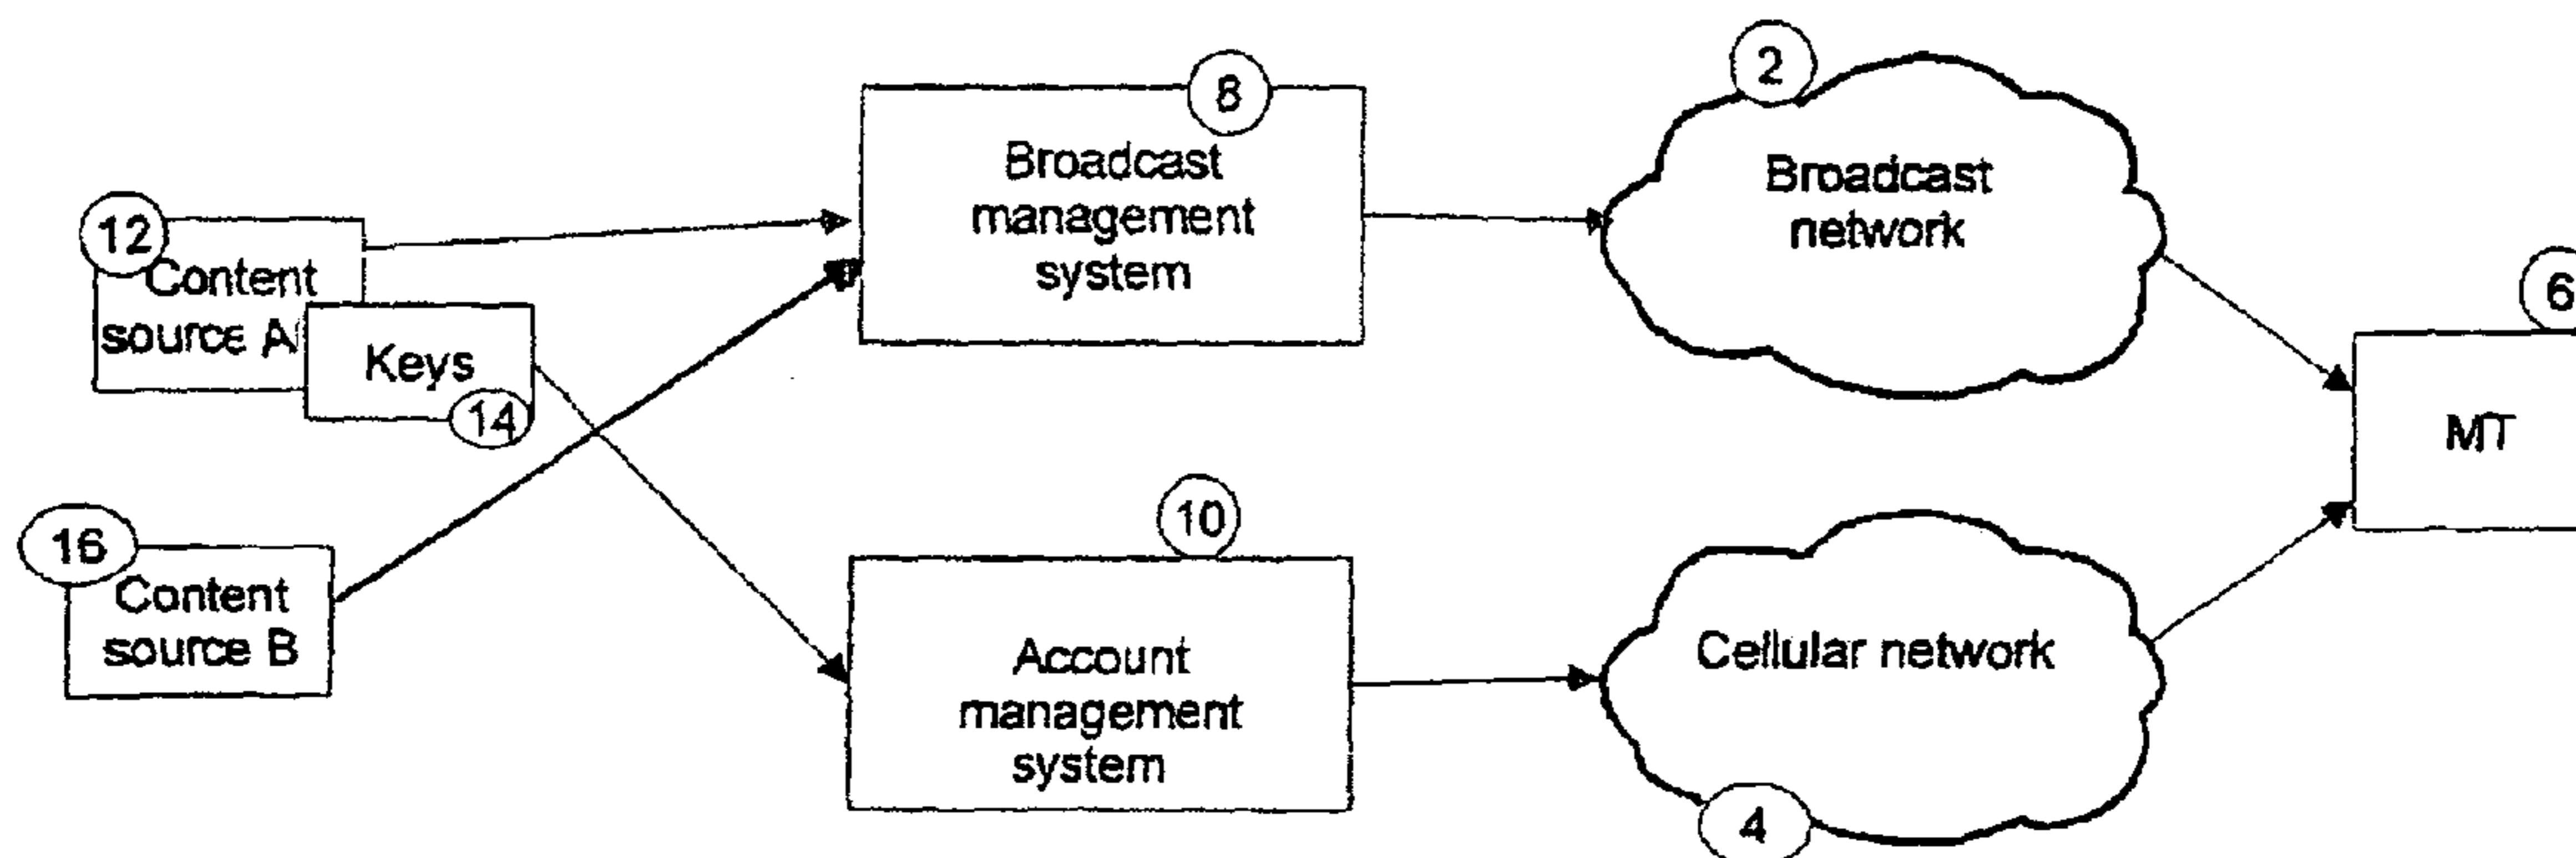 2
8
Broadcast
management
system
Broadcast
network
12
Content
source A
Keys
14
6
MT
16
Content
source B
10
Account
management
system
Cellular network
4